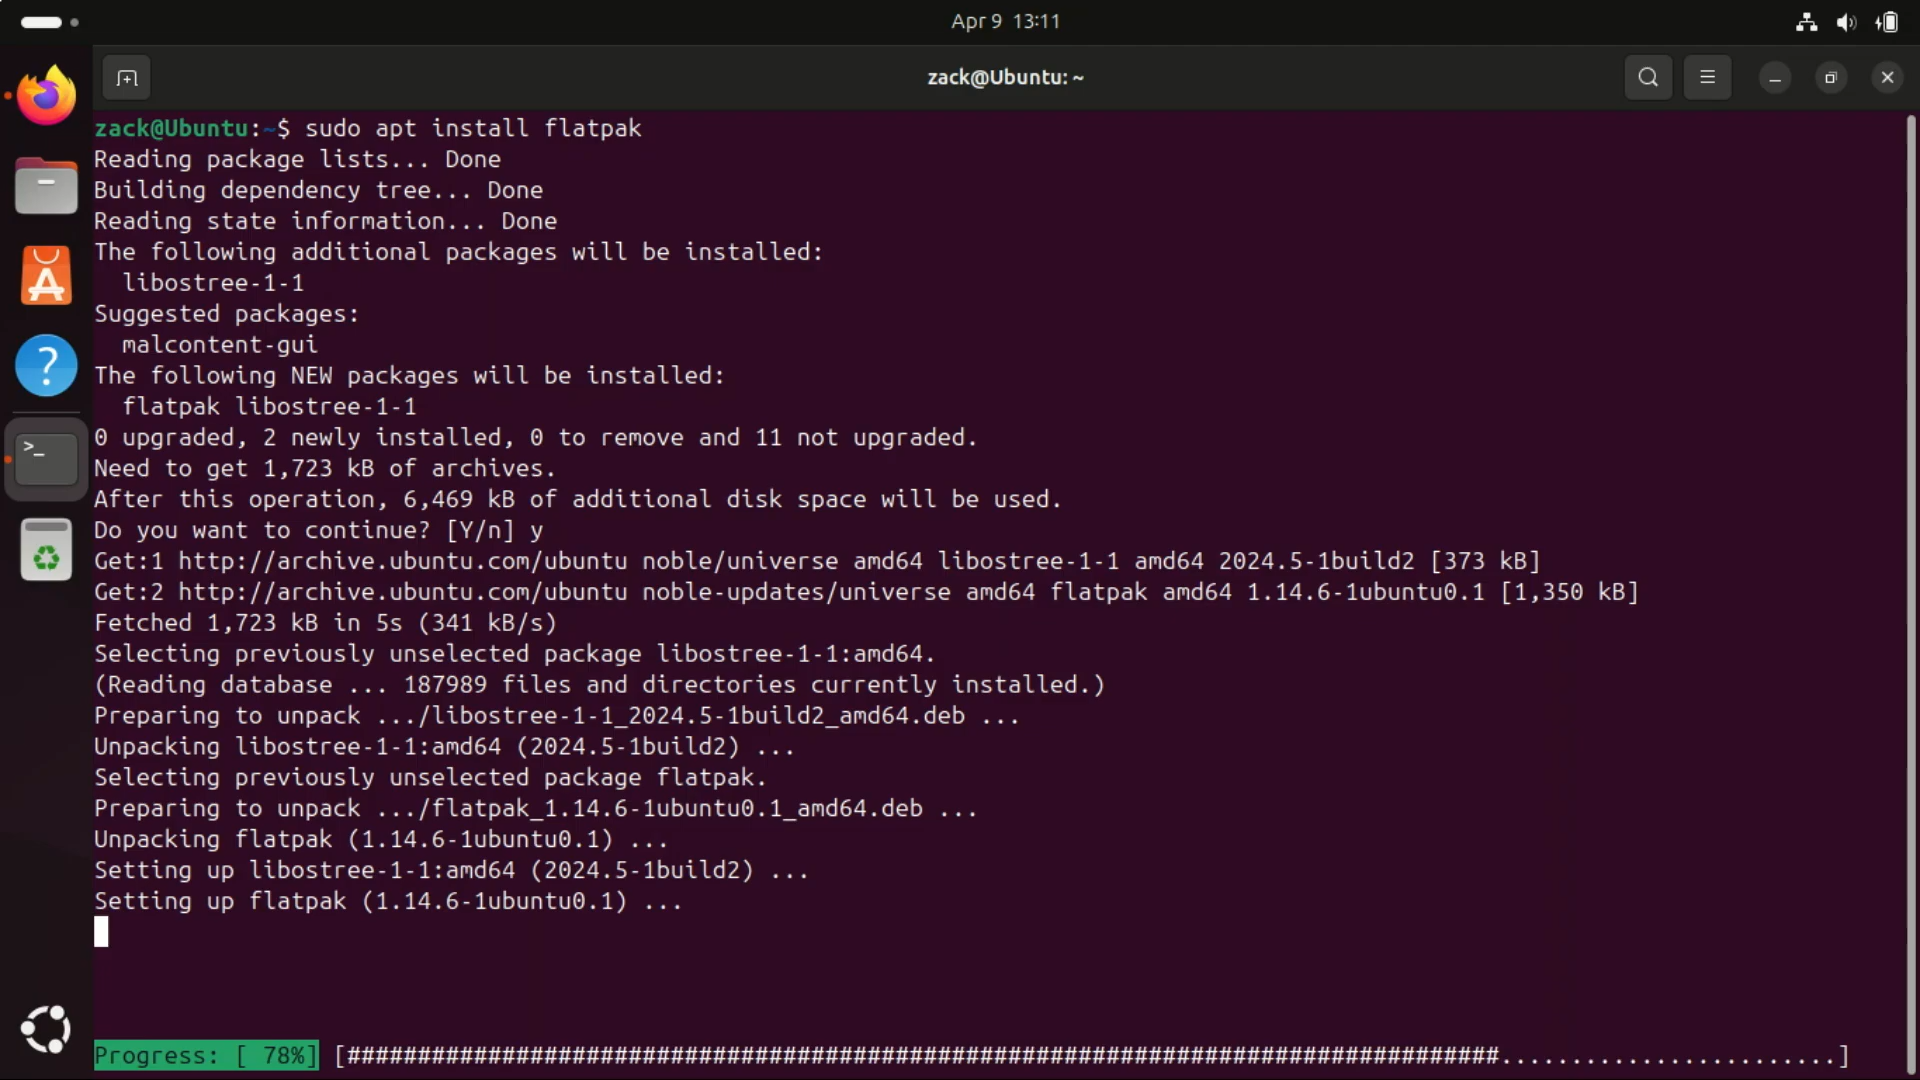 Apr 9 13:11
zack@Ubuntu: ~
zack@Ubuntu:~$ sudo apt install flatpak
Reading package lists... Done
Building dependency tree... Done
Reading state information... Done
The following additional packages will be installed:
  libostree-1-1
Suggested packages:
  malcontent-gui
The following NEW packages will be installed:
  flatpak libostree-1-1
0 upgraded, 2 newly installed, 0 to remove and 11 not upgraded.
Need to get 1,723 kB of archives.
After this operation, 6,469 kB of additional disk space will be used.
Do you want to continue? [Y/n] y
Get:1 http://archive.ubuntu.com/ubuntu noble/universe amd64 libostree-1-1 amd64 2024.5-1build2 [373 kB]
Get:2 http://archive.ubuntu.com/ubuntu noble-updates/universe amd64 flatpak amd64 1.14.6-1ubuntu0.1 [1,350 kB]
Fetched 1,723 kB in 5s (341 kB/s)
Selecting previously unselected package libostree-1-1:amd64.
(Reading database ... 187989 files and directories currently installed.)
Preparing to unpack .../libostree-1-1_2024.5-1build2_amd64.deb ...
Unpacking libostree-1-1:amd64 (2024.5-1build2) ...
Selecting previously unselected package flatpak.
Preparing to unpack .../flatpak_1.14.6-1ubuntu0.1_amd64.deb ...
Unpacking flatpak (1.14.6-1ubuntu0.1) ...
Setting up libostree-1-1:amd64 (2024.5-1build2) ...
Setting up flatpak (1.14.6-1ubuntu0.1) ...
Progress: [ 78%] [##################################################################################........................]